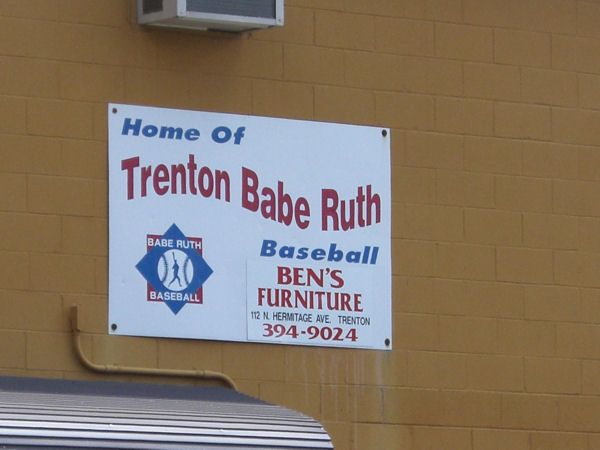 Home Of
Trenton Babe Ruth
Baseball
BABE RUTH
BASEBALL
BEN'S
FURNITURE
112 N. HERMITAGE AVE. TRENTON
394-9024